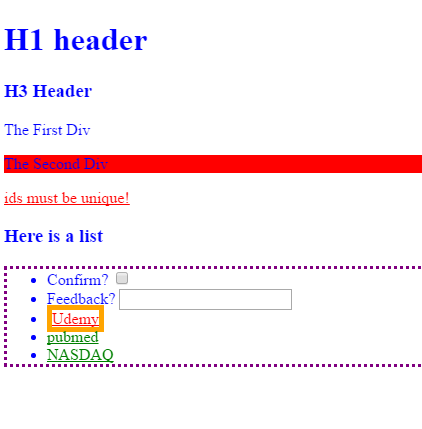 H1 header
H3 Header
The First Div
The Second Div
ids must be unique!
Here is a list
Confirm?
Feedback?
Udemy
pubmed
NASDAQ